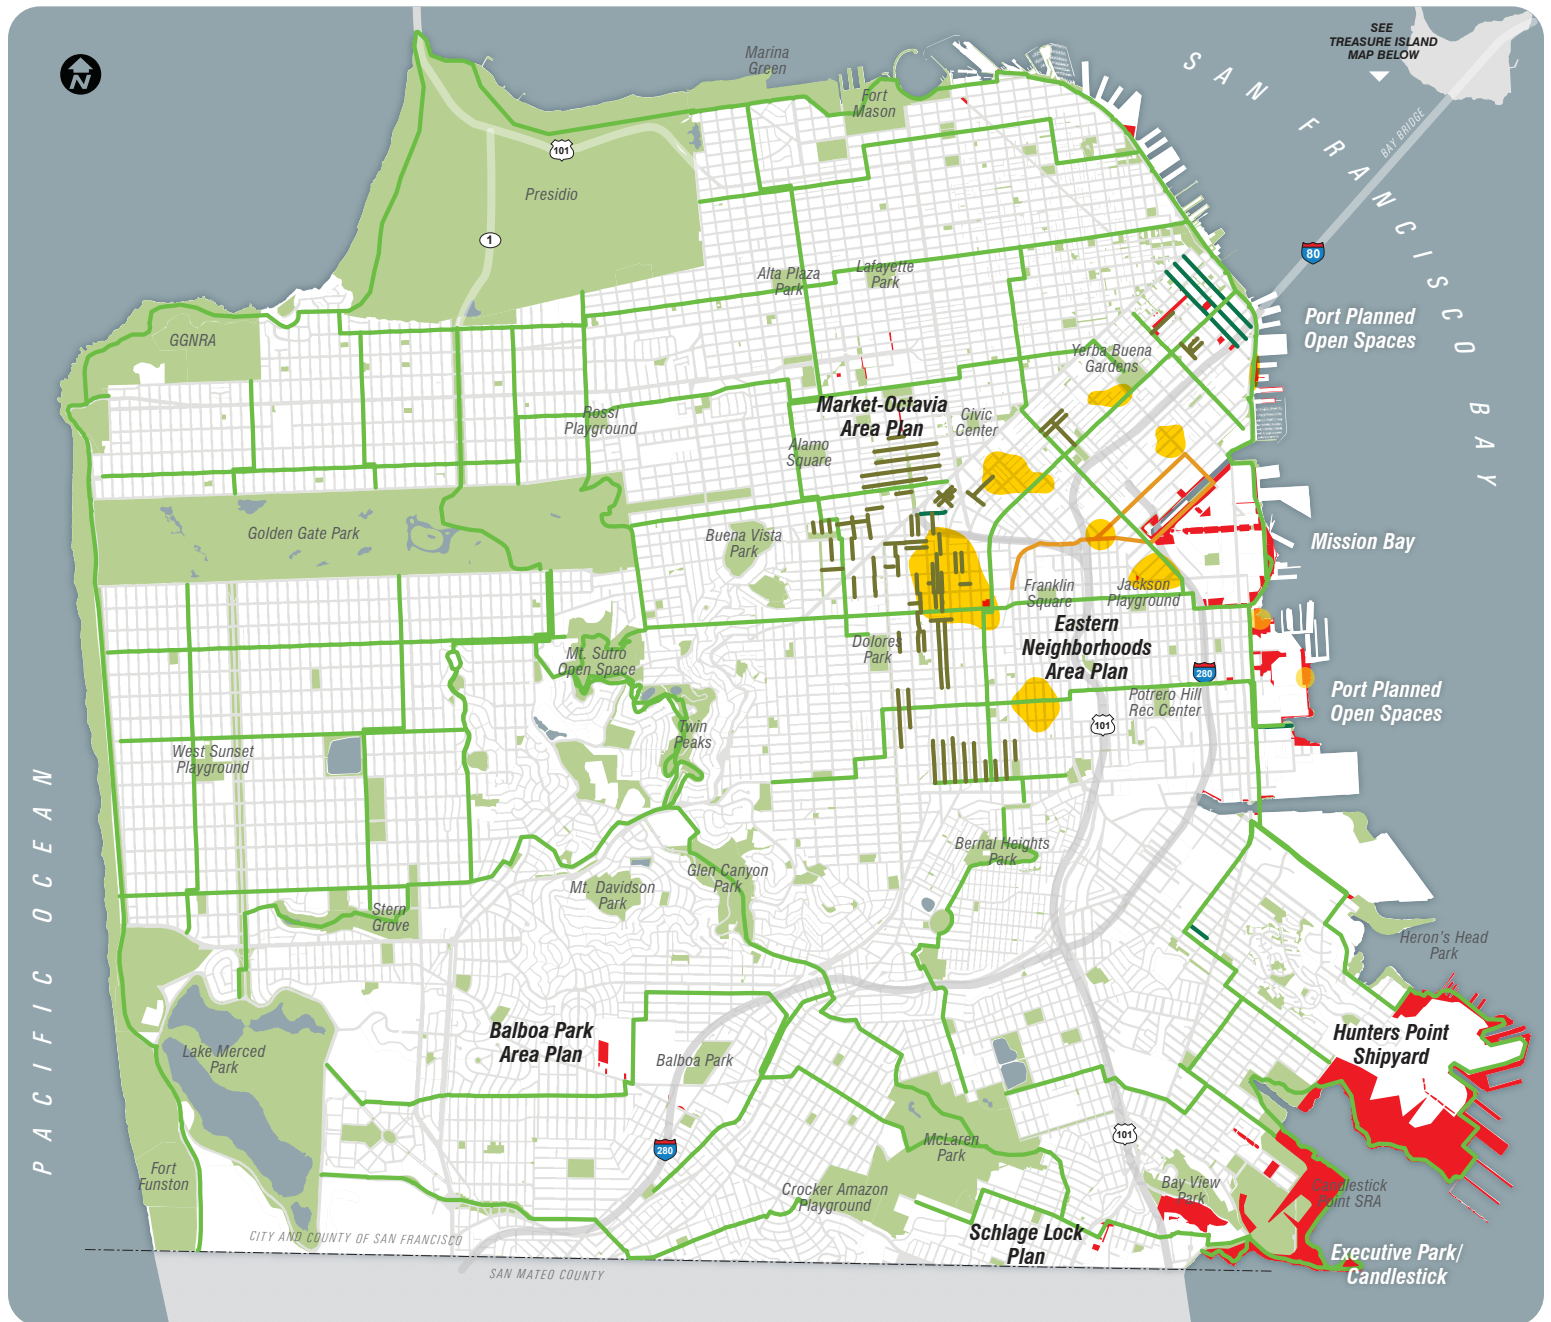 SEE
TREASURE ISLAND
MAP BELOW
N
Marina
Green
Fort
Mason
SAN FRANCISCO BAY
BAY BRIDGE
101
Presidio
1
80
Alta Plaza
Park
Lafayette
Park
GGNRA
Port Planned
Open Spaces
Yerba Buena
Gardens
Rossi
Playground
Market-Octavia
Area Plan
Civic
Center
Alamo
Square
Golden Gate Park
Buena Vista
Park
Mission Bay
Franklin
Square
Jackson
Playground
Eastern
Neighborhoods
Area Plan
Dolores
Park
Mt. Sutro
Open Space
280
Port Planned
Open Spaces
Potrero Hill
Rec Center
101
Twin
Peaks
West Sunset
Playground
PACIFIC OCEAN
Bernal Heights
Park
Glen Canyon
Park
Mt. Davidson
Park
Stern
Grove
Heron's Head
Park
Balboa Park
Area Plan
Hunters Point
Shipyard
Lake Merced
Park
Balboa Park
280
101
McLaren
Park
Fort
Funston
Crocker Amazon
Playground
Bay View
Park
Candlestick
Point SRA
Schlage Lock
Plan
Executive Park/
Candlestick
CITY AND COUNTY OF SAN FRANCISCO
SAN MATEO COUNTY